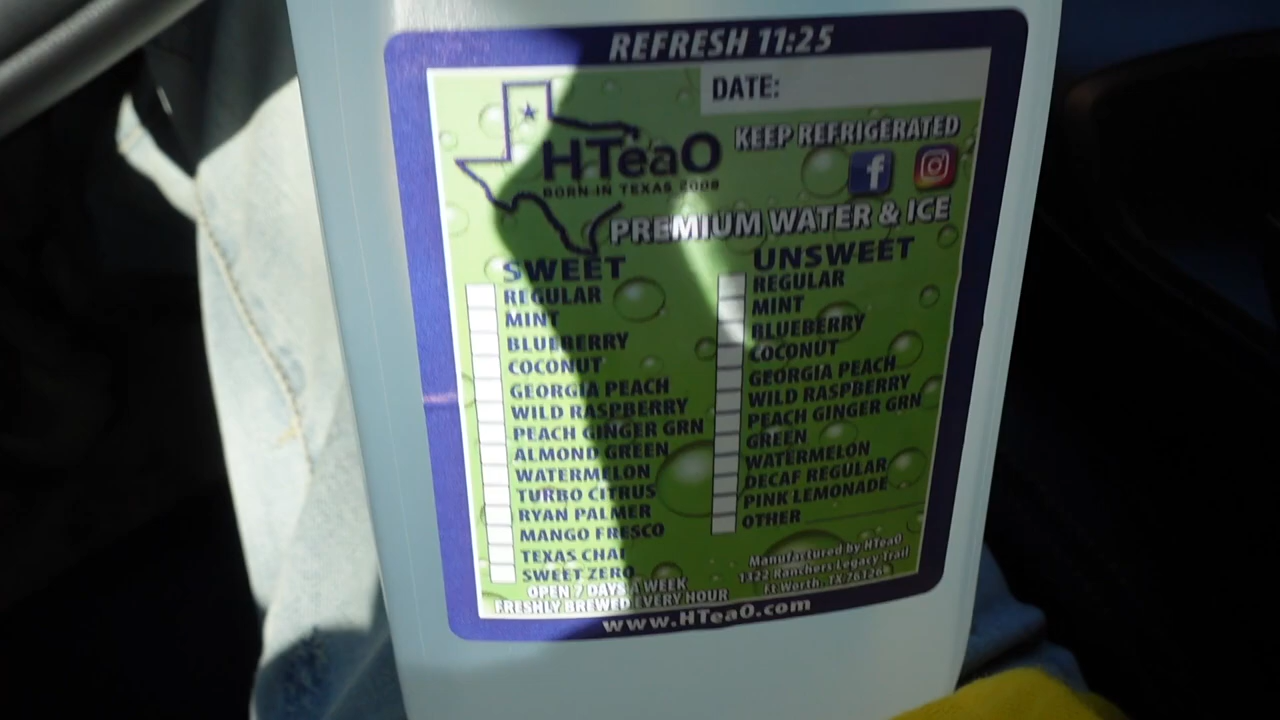 REFRESH 11:25
DATE:
HTeaO
BORN IN TEXAS 2008
KEEP REFRIGERATED
PREMIUM WATER & ICE
SWEET
REGULAR
MINT
BLUEBERRY
COCONUT
GEORGIA PEACH
WILD RASPBERRY
PEACH GINGER GRN
ALMOND GREEN
WATERMELON
TURBO CITRUS
RYAN PALMER
MANGO FRESCO
TEXAS CHAI
SWEET ZERO
UNSWEET
REGULAR
MINT
BLUEBERRY
COCONUT
GEORGIA PEACH
WILD RASPBERRY
PEACH GINGER GRN
GREEN
WATERMELON
DECAF REGULAR
PINK LEMONADE
OTHER
OPEN 7 DAYS A WEEK
FRESHLY BREWED EVERY HOUR
Manufactured by HTeaO
Ranchers Legacy Trail
Ft. Worth, TX 76126
www.HTeaO.com